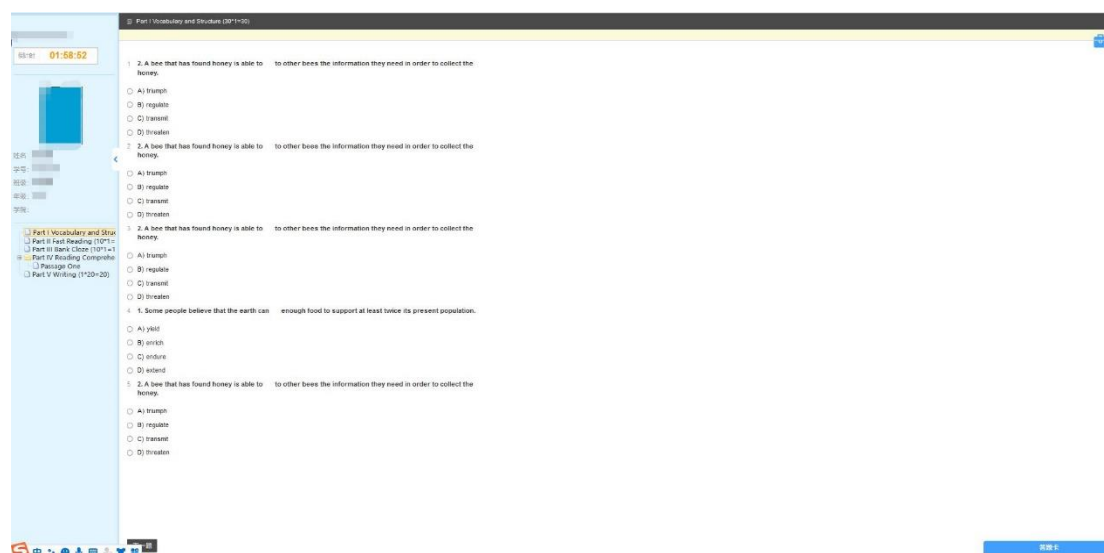 Part I Vocabulary and Structure (30*1=30)
01:58:52
姓名:
学号:
班级:
年级:
学院:
Part I Vocabulary and Struc
Part II Fast Reading (10*1=
Part III Bank Cloze (10*1=1
Part IV Reading Comprehe
Passage One
Part V Writing (1*20=20)
1 2. A bee that has found honey is able to to other bees the information they need in order to collect the
honey.
A) triumph
B) regulate
C) transmit
D) threaten
2 2. A bee that has found honey is able to to other bees the information they need in order to collect the
honey.
A) triumph
B) regulate
C) transmit
D) threaten
3 2. A bee that has found honey is able to to other bees the information they need in order to collect the
honey.
A) triumph
B) regulate
C) transmit
D) threaten
4 1. Some people believe that the earth can enough food to support at least twice its present population.
A) yield
B) enrich
C) endure
D) extend
5 2. A bee that has found honey is able to to other bees the information they need in order to collect the
honey.
A) triumph
B) regulate
C) transmit
D) threaten
答题卡